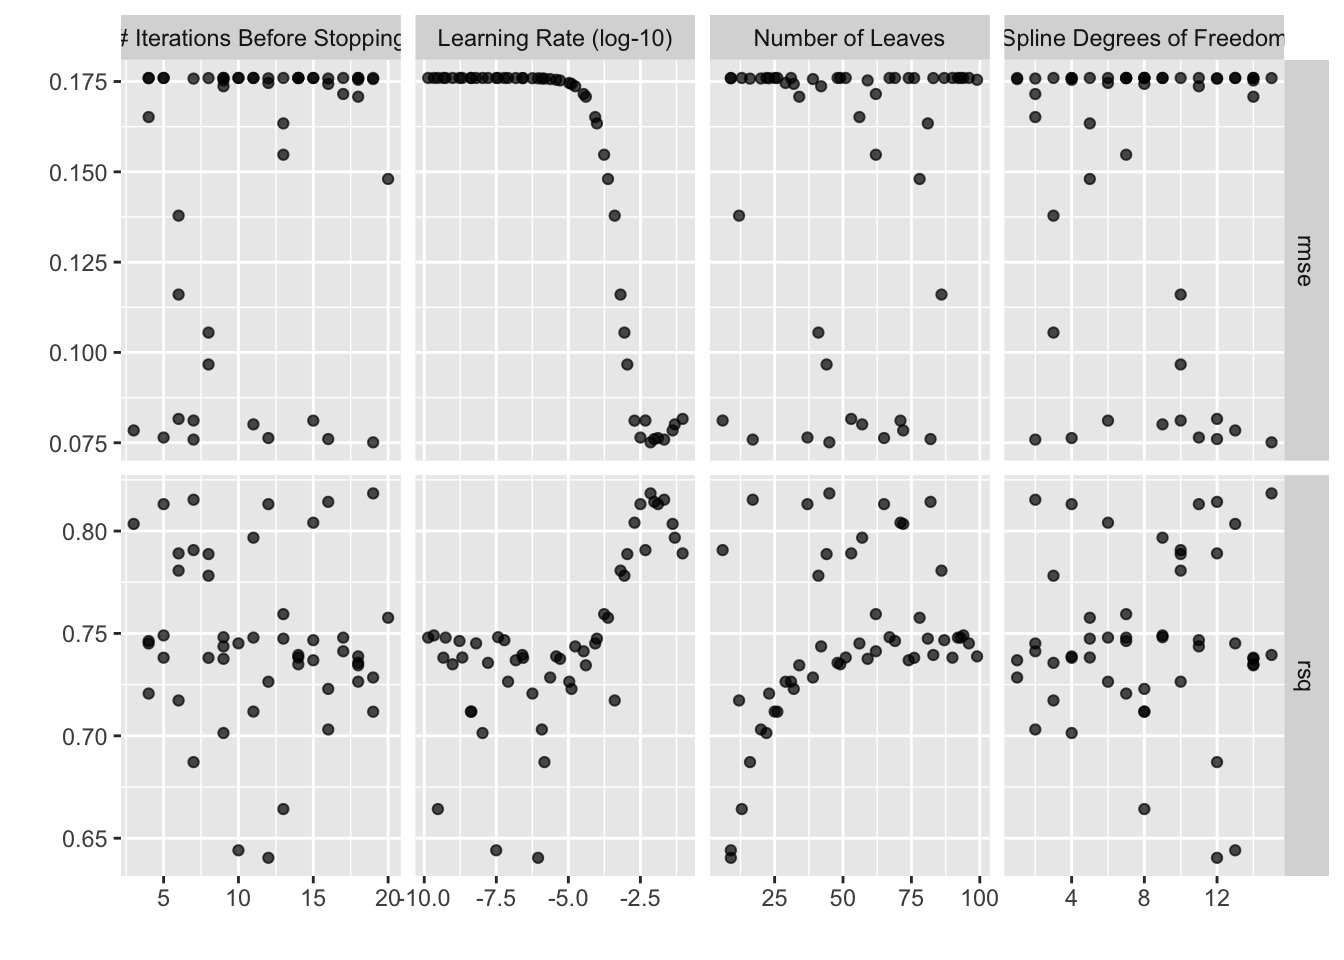 # Iterations Before Stopping Learning Rate (log-10) Number of Leaves Spline Degrees of Freedom
0.175
0.150
0.125
0.100
0.075
rmse
0.80
0.75
0.70
0.65
rsq
5 10 15 20 -10.0 -7.5 -5.0 -2.5 25 50 75 100 4 8 12